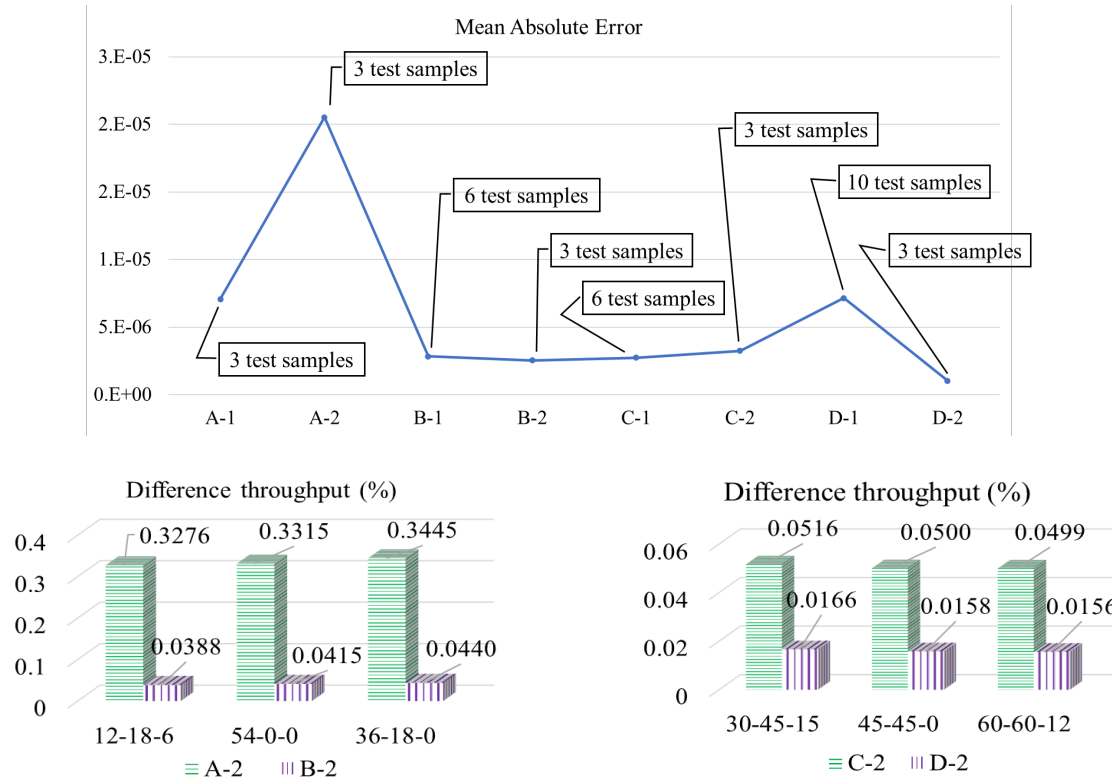 Mean Absolute Error
3.E-05
3 test samples
2.E-05
3 test samples
10 test samples
2.E-05
6 test samples
3 test samples
3 test samples
1.E-05
6 test samples
5.E-06
3 test samples
0.E+00
A-1 A-2 B-1 B-2 C-1 C-2 D-1 D-2
Difference throughput (%)
0.3276 0.3315 0.3445
0.4
0.3
0.2
0.0388 0.0415 0.0440
0.1
0
12-18-6 54-0-0 36-18-0
A-2 B-2
Difference throughput (%)
0.0516 0.0500 0.0499
0.06
0.04
0.0166 0.0158 0.0156
0.02
0
30-45-15 45-45-0 60-60-12
C-2 D-2